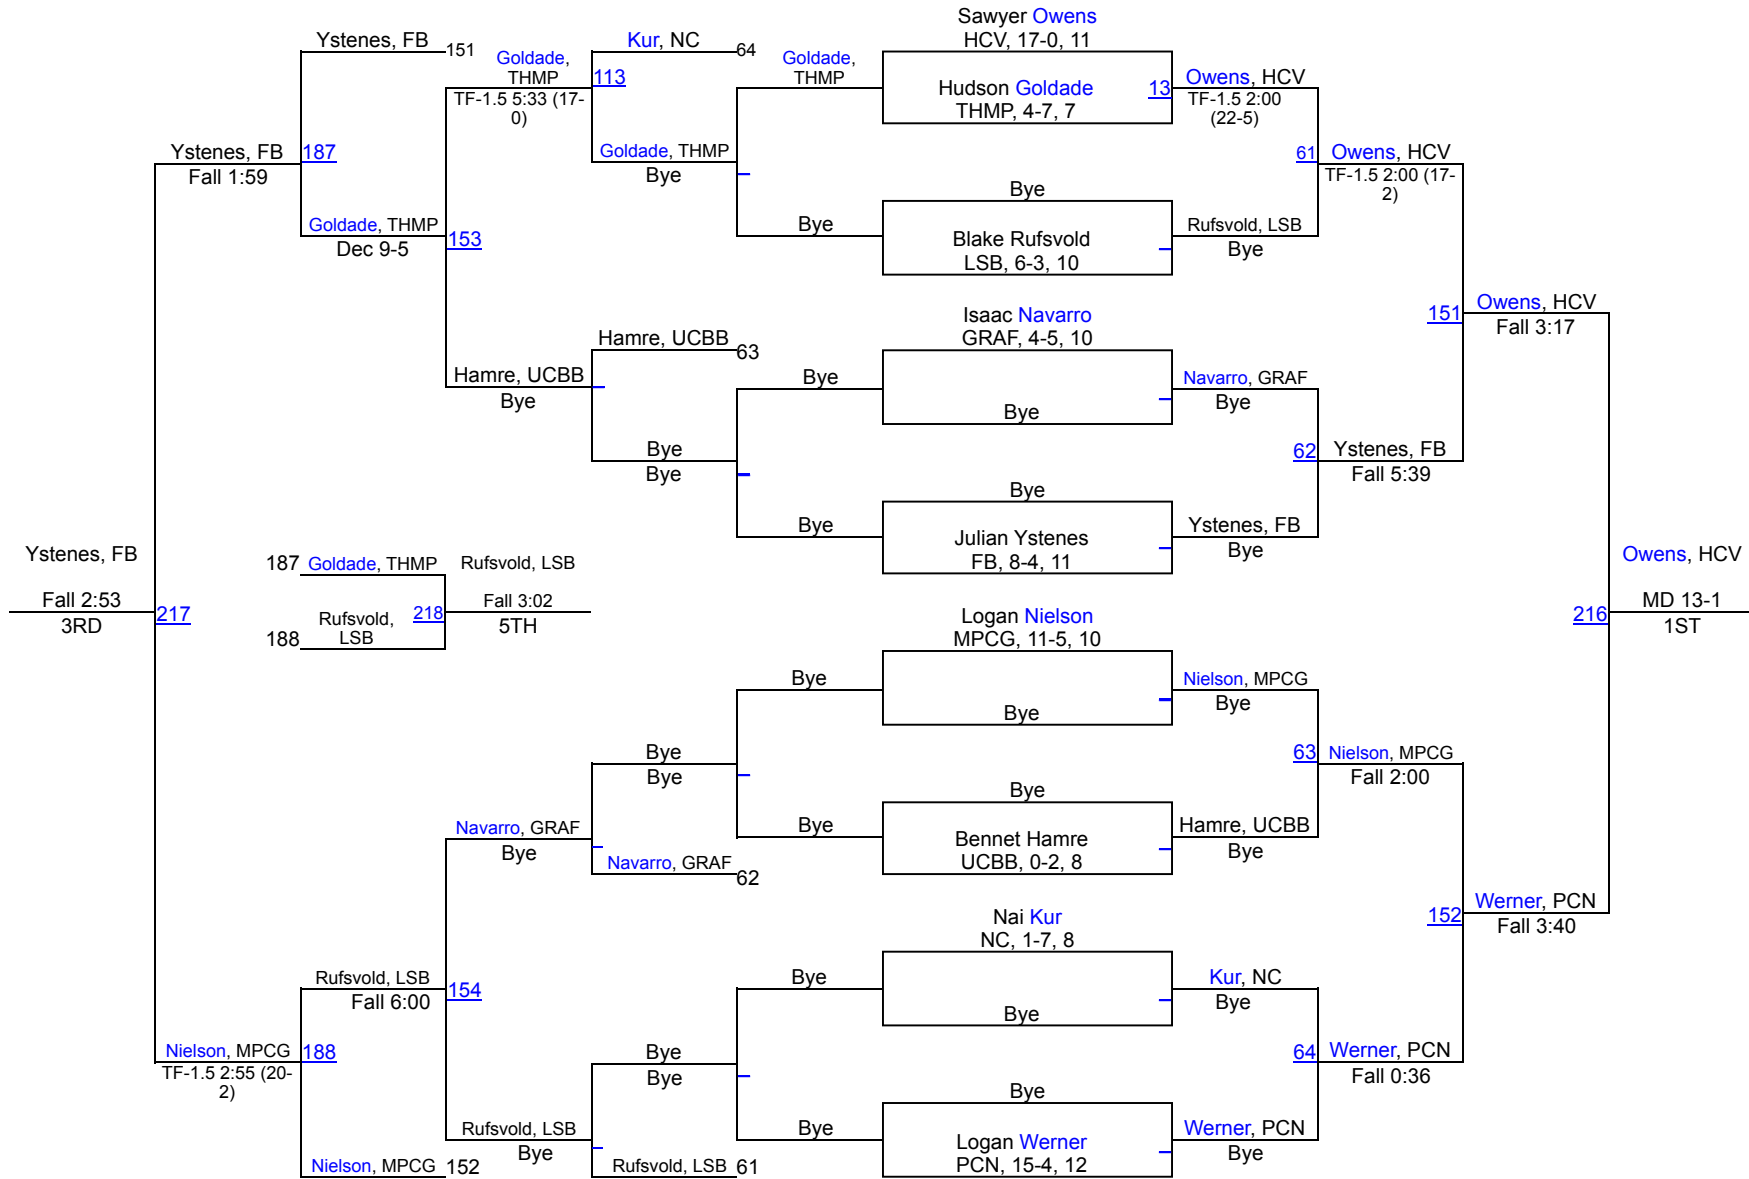 Sawyer Owens
HCV, 17-0, 11
Hudson Goldade
THMP, 4-7, 7
13
Bye
Blake Rufsvold
LSB, 6-3, 10
Isaac Navarro
GRAF, 4-5, 10
Bye
Bye
Julian Ystenes
FB, 8-4, 11
Logan Nielson
MPCG, 11-5, 10
Bye
Bye
Bennet Hamre
UCBB, 0-2, 8
Nai Kur
NC, 1-7, 8
Bye
Bye
Logan Werner
PCN, 15-4, 12
Owens, HCV
TF-1.5 2:00
(22-5)
Rufsvold, LSB
Bye
Navarro, GRAF
Bye
Ystenes, FB
Bye
Nielson, MPCG
Bye
Hamre, UCBB
Bye
Kur, NC
Bye
Werner, PCN
Bye
61
Owens, HCV
TF-1.5 2:00 (17-
2)
62
Ystenes, FB
Fall 5:39
63
Nielson, MPCG
Fall 2:00
64
Werner, PCN
Fall 0:36
151
Owens, HCV
Fall 3:17
152
Werner, PCN
Fall 3:40
216
Owens, HCV
MD 13-1
1ST
Goldade,
THMP
Bye
Bye
Bye
Bye
Bye
Bye
Bye
Kur, NC
64
Goldade, THMP
Bye
Hamre, UCBB
63
Bye
Bye
Bye
Bye
Navarro, GRAF
62
Bye
Bye
Rufsvold, LSB
61
Goldade,
THMP
113
TF-1.5 5:33 (17-
0)
Hamre, UCBB
Bye
Navarro, GRAF
Bye
Rufsvold, LSB
Bye
Ystenes, FB
151
Goldade, THMP
153
Dec 9-5
Rufsvold, LSB
154
Fall 6:00
Nielson, MPCG
152
Ystenes, FB
187
Fall 1:59
Nielson, MPCG
188
TF-1.5 2:55 (20-
2)
Ystenes, FB
Fall 2:53
217
3RD
187
Goldade, THMP
Rufsvold,
LSB
188
218
Rufsvold, LSB
Fall 3:02
5TH